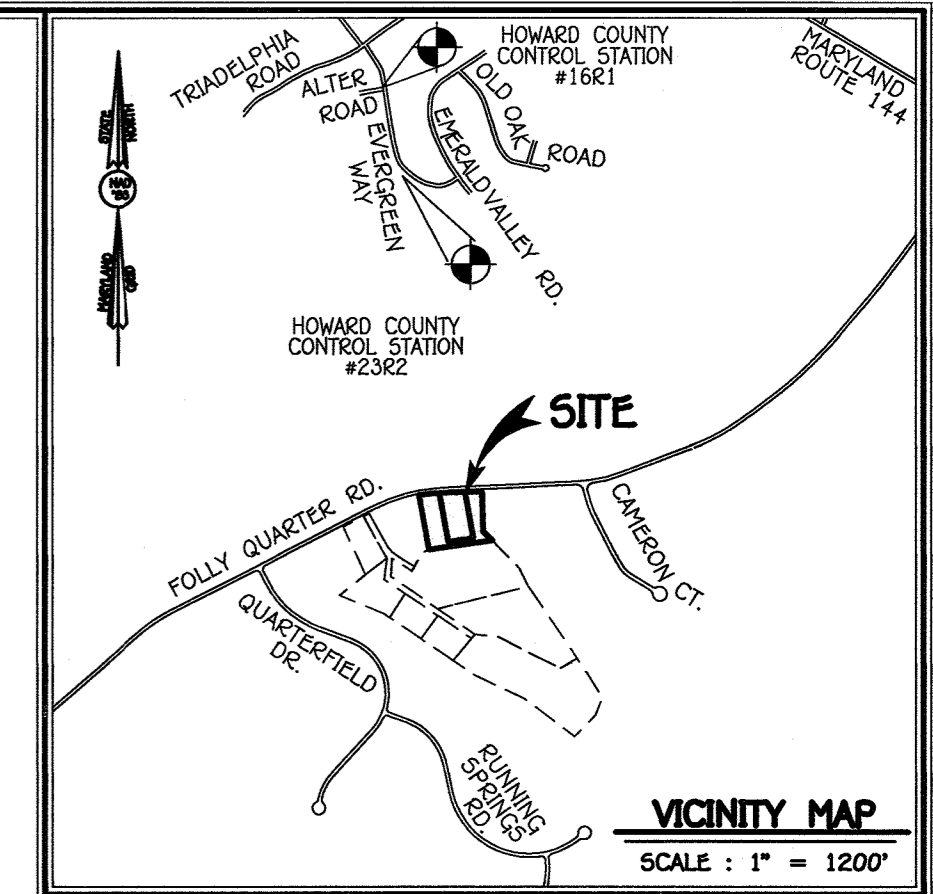 HOWARD COUNTY
CONTROL STATION
#16R1
MARYLAND
ROUTE 144
TRIADELPHIA
ROAD
ALTER
ROAD
OLD OAK
ROAD
EMERALD VALLEY RD.
EVERGREEN
WAY
STATE
NORTH
NAD
'83
MARYLAND
GRID
HOWARD COUNTY
CONTROL STATION
#23R2
SITE
FOLLY QUARTER RD.
CAMERON CT.
QUARTERFIELD
DR.
RUNNING
SPRINGS
RD.
VICINITY MAP
SCALE : 1" = 1200'